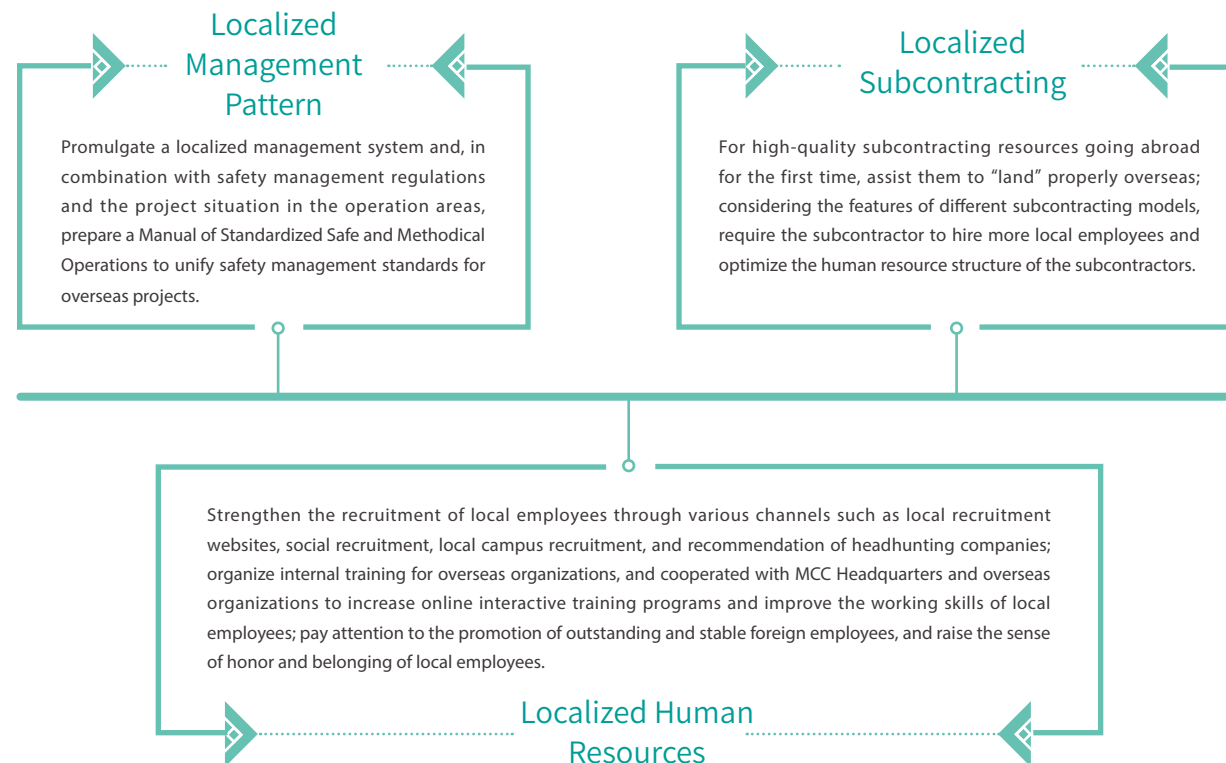 Localized
Management
Pattern
Promulgate a localized management system and, in
combination with safety management regulations
and the project situation in the operation areas,
prepare a Manual of Standardized Safe and Methodical
Operations to unify safety management standards for
overseas projects.
Localized
Subcontracting
For high-quality subcontracting resources going abroad
for the first time, assist them to “land” properly overseas;
considering the features of different subcontracting models,
require the subcontractor to hire more local employees and
optimize the human resource structure of the subcontractors.
Strengthen the recruitment of local employees through various channels such as local recruitment
websites, social recruitment, local campus recruitment, and recommendation of headhunting companies;
organize internal training for overseas organizations, and cooperated with MCC Headquarters and overseas
organizations to increase online interactive training programs and improve the working skills of local
employees; pay attention to the promotion of outstanding and stable foreign employees, and raise the sense
of honor and belonging of local employees.
Localized Human
Resources